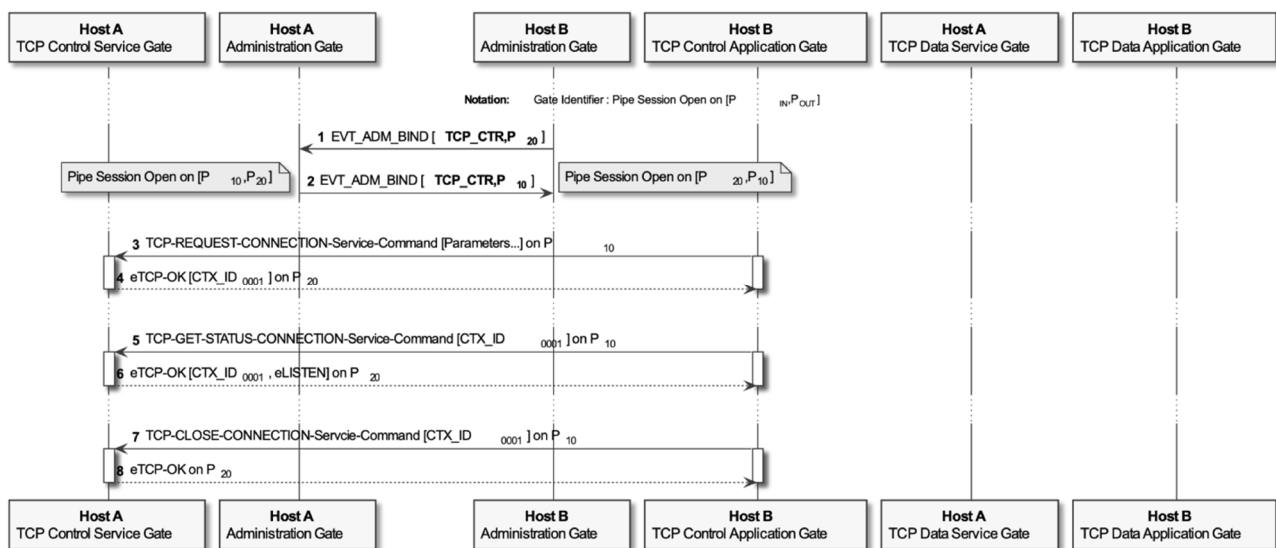 Host A
TCP Control Service Gate
Host A
Administration Gate
Host B
Administration Gate
Host B
TCP Control Application Gate
Host A
TCP Data Service Gate
Host B
TCP Data Application Gate
Notation: Gate Identifier : Pipe Session Open on [P IN,POUT]
1 EVT_ADM_BIND [ TCP_CTR,P 20 ]
Pipe Session Open on [P 10,P20]
2 EVT_ADM_BIND [ TCP_CTR,P 10 ]
Pipe Session Open on [P 20,P10]
3 TCP-REQUEST-CONNECTION-Service-Command [Parameters...] on P 10
4 eTCP-OK [CTX_ID 0001 ] on P 20
5 TCP-GET-STATUS-CONNECTION-Service-Command [CTX_ID 0001 ] on P 10
6 eTCP-OK [CTX_ID 0001 , eLISTEN] on P 20
7 TCP-CLOSE-CONNECTION-Servcie-Command [CTX_ID 0001 ] on P 10
8 eTCP-OK on P 20
Host A
TCP Control Service Gate
Host A
Administration Gate
Host B
Administration Gate
Host B
TCP Control Application Gate
Host A
TCP Data Service Gate
Host B
TCP Data Application Gate